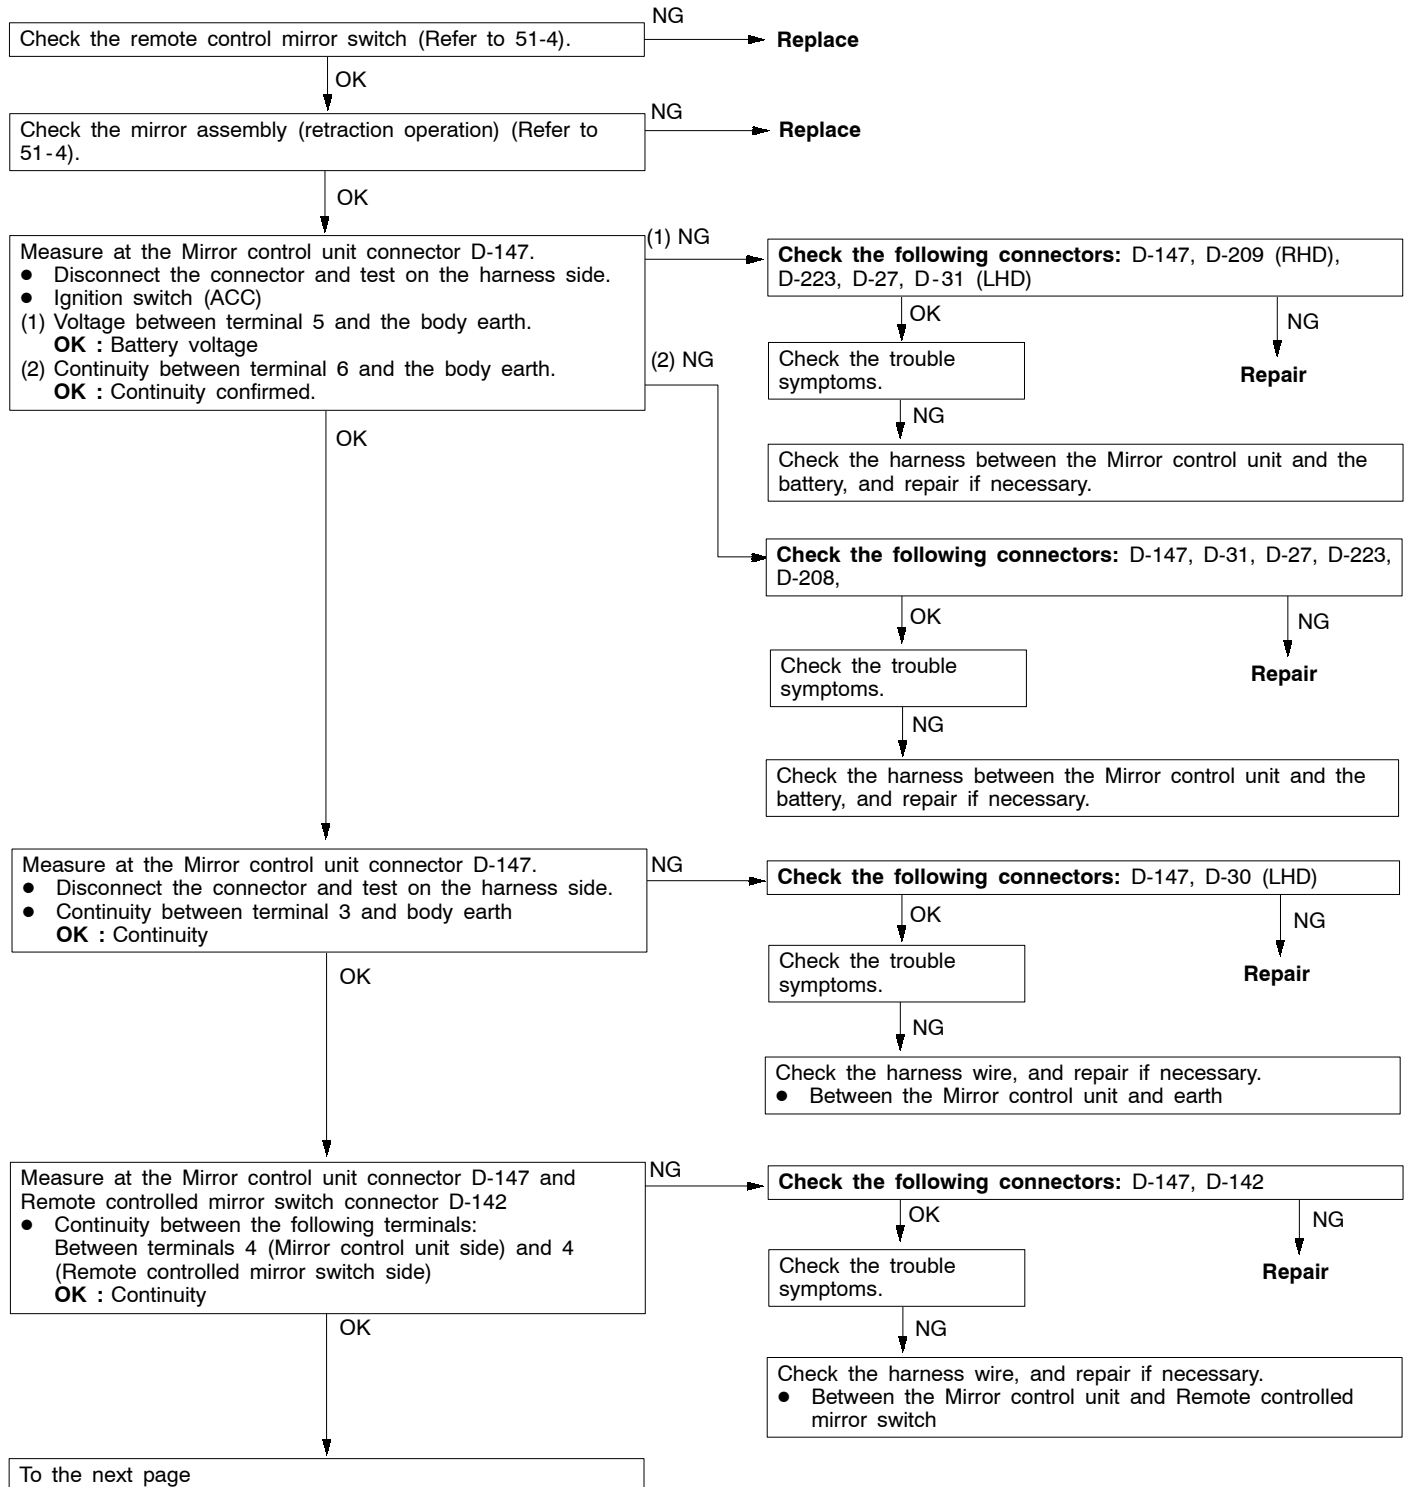 NG
Check the remote control mirror switch (Refer to 51-4).
Replace
OK
NG
Check the mirror assembly (retraction operation) (Refer to
51-4).
Replace
OK
Measure at the Mirror control unit connector D-147.
● Disconnect the connector and test on the harness side.
● Ignition switch (ACC)
(1) Voltage between terminal 5 and the body earth.
OK : Battery voltage
(2) Continuity between terminal 6 and the body earth.
OK : Continuity confirmed.
(1) NG
Check the following connectors: D-147, D-209 (RHD),
D-223, D-27, D-31 (LHD)
OK
NG
Check the trouble
symptoms.
Repair
NG
Check the harness between the Mirror control unit and the
battery, and repair if necessary.
(2) NG
Check the following connectors: D-147, D-31, D-27, D-223,
D-208,
OK
NG
Check the trouble
symptoms.
Repair
NG
Check the harness between the Mirror control unit and the
battery, and repair if necessary.
OK
Measure at the Mirror control unit connector D-147.
● Disconnect the connector and test on the harness side.
● Continuity between terminal 3 and body earth
OK : Continuity
NG
Check the following connectors: D-147, D-30 (LHD)
OK
NG
Check the trouble
symptoms.
Repair
NG
Check the harness wire, and repair if necessary.
● Between the Mirror control unit and earth
OK
Measure at the Mirror control unit connector D-147 and
Remote controlled mirror switch connector D-142
● Continuity between the following terminals:
Between terminals 4 (Mirror control unit side) and 4
(Remote controlled mirror switch side)
OK : Continuity
NG
Check the following connectors: D-147, D-142
OK
NG
Check the trouble
symptoms.
Repair
NG
Check the harness wire, and repair if necessary.
● Between the Mirror control unit and Remote controlled
mirror switch
OK
To the next page